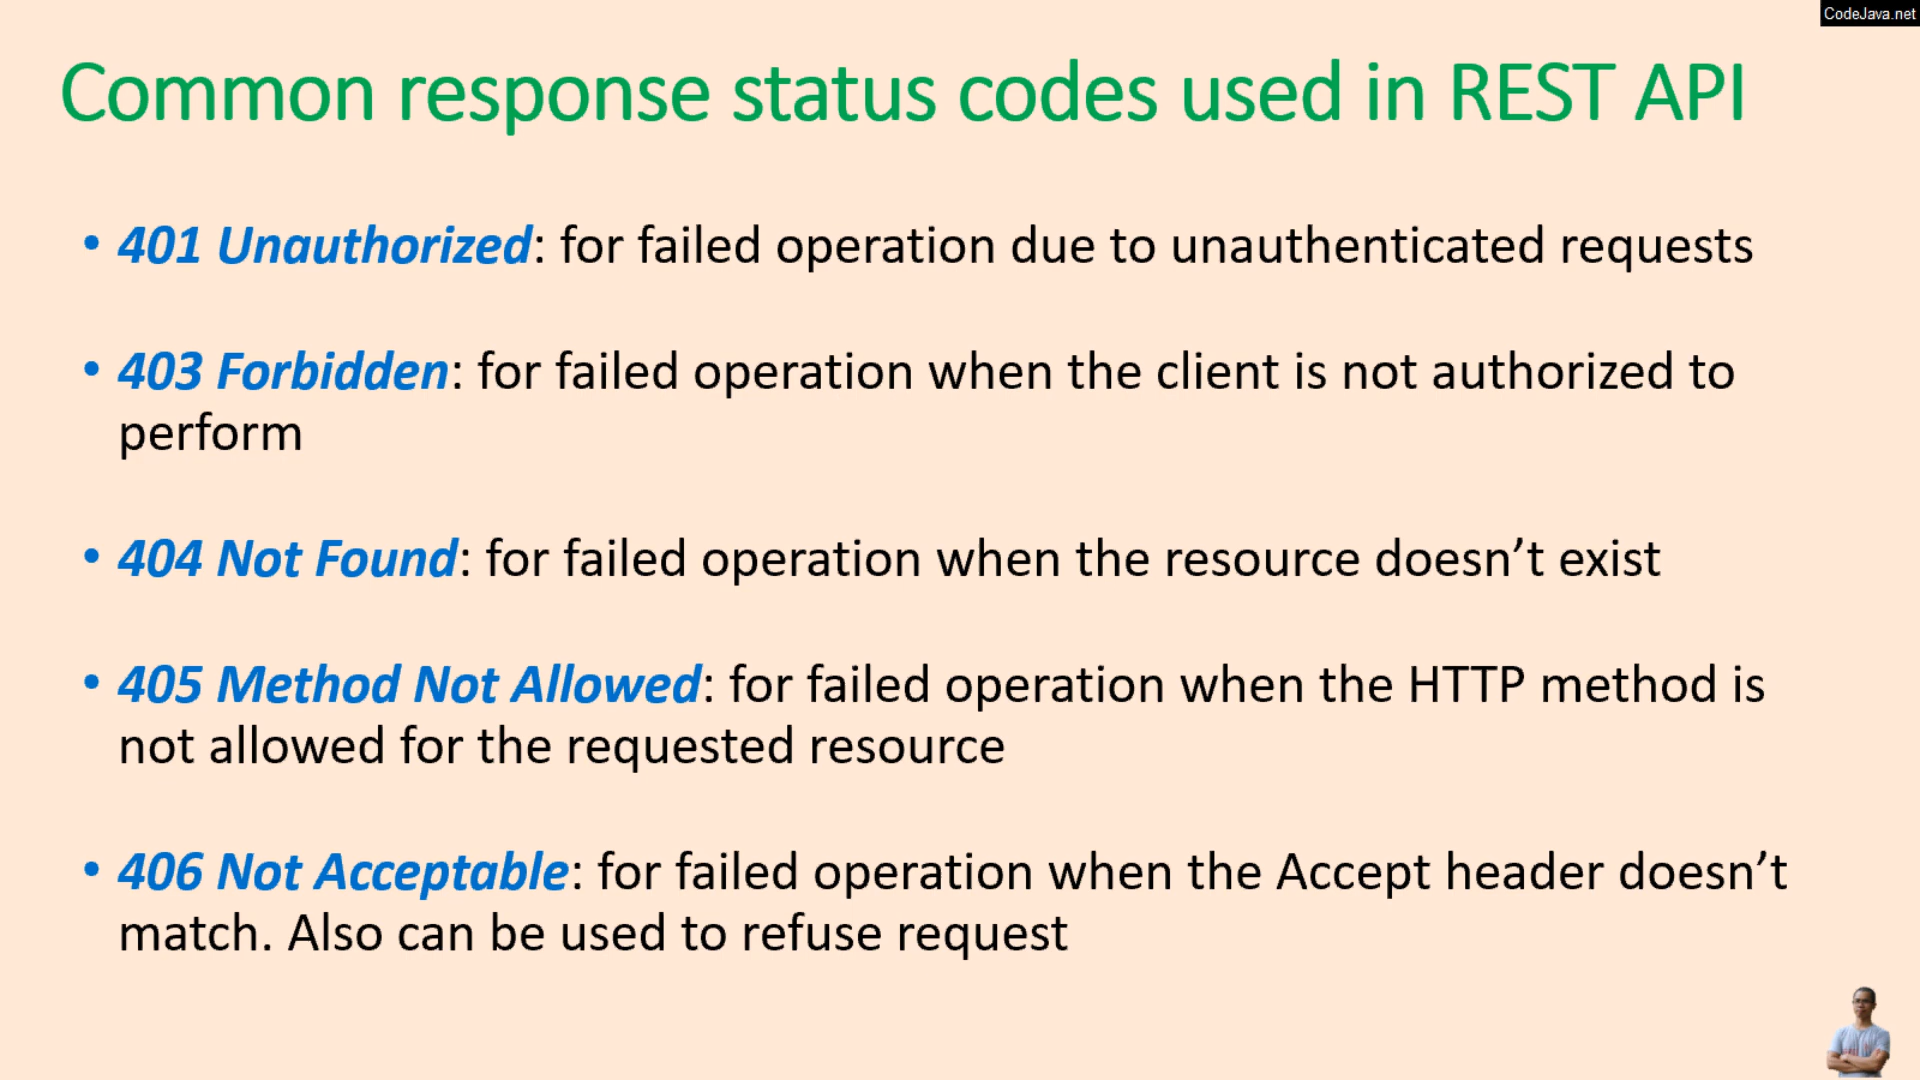 CodeJava.net
Common response status codes used in REST API
• 401 Unauthorized: for failed operation due to unauthenticated requests
• 403 Forbidden: for failed operation when the client is not authorized to
perform
• 404 Not Found: for failed operation when the resource doesn’t exist
• 405 Method Not Allowed: for failed operation when the HTTP method is
not allowed for the requested resource
• 406 Not Acceptable: for failed operation when the Accept header doesn’t
match. Also can be used to refuse request